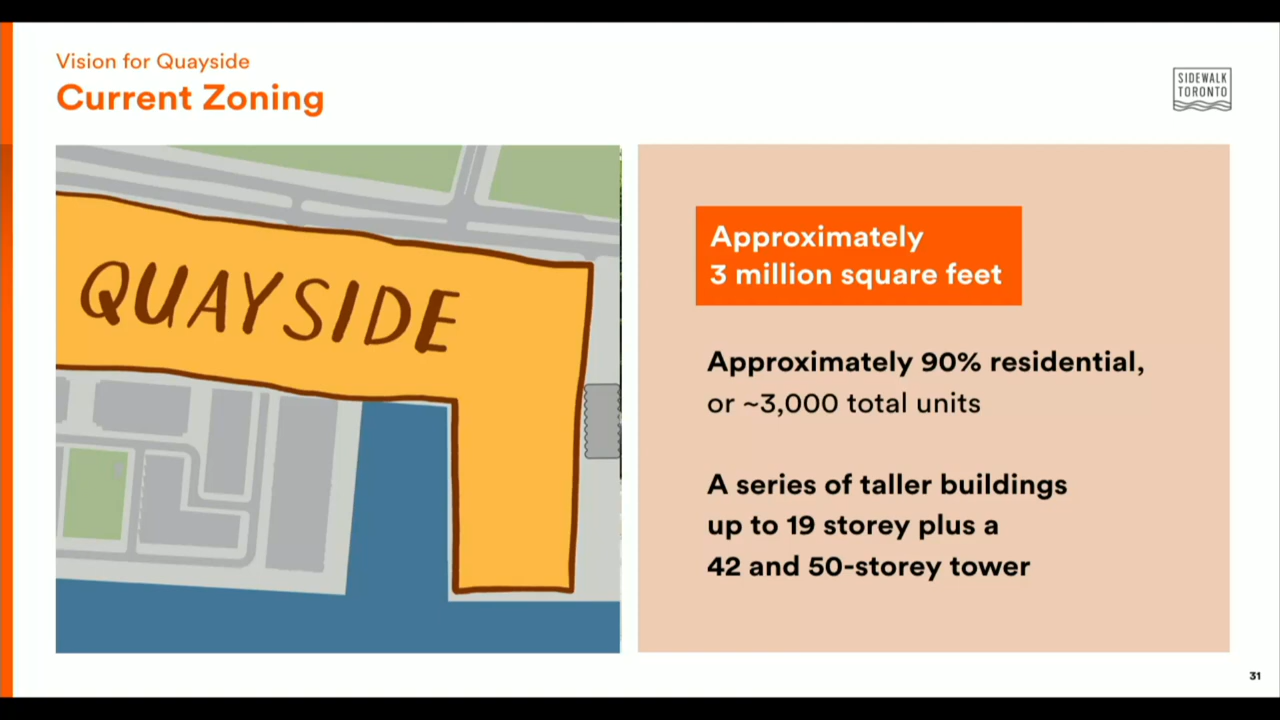 Vision for Quayside
Current Zoning
SIDEWALK
TORONTO
QUAYSIDE
Approximately
3 million square feet
Approximately 90% residential,
or ~3,000 total units
A series of taller buildings
up to 19 storey plus a
42 and 50-storey tower
31